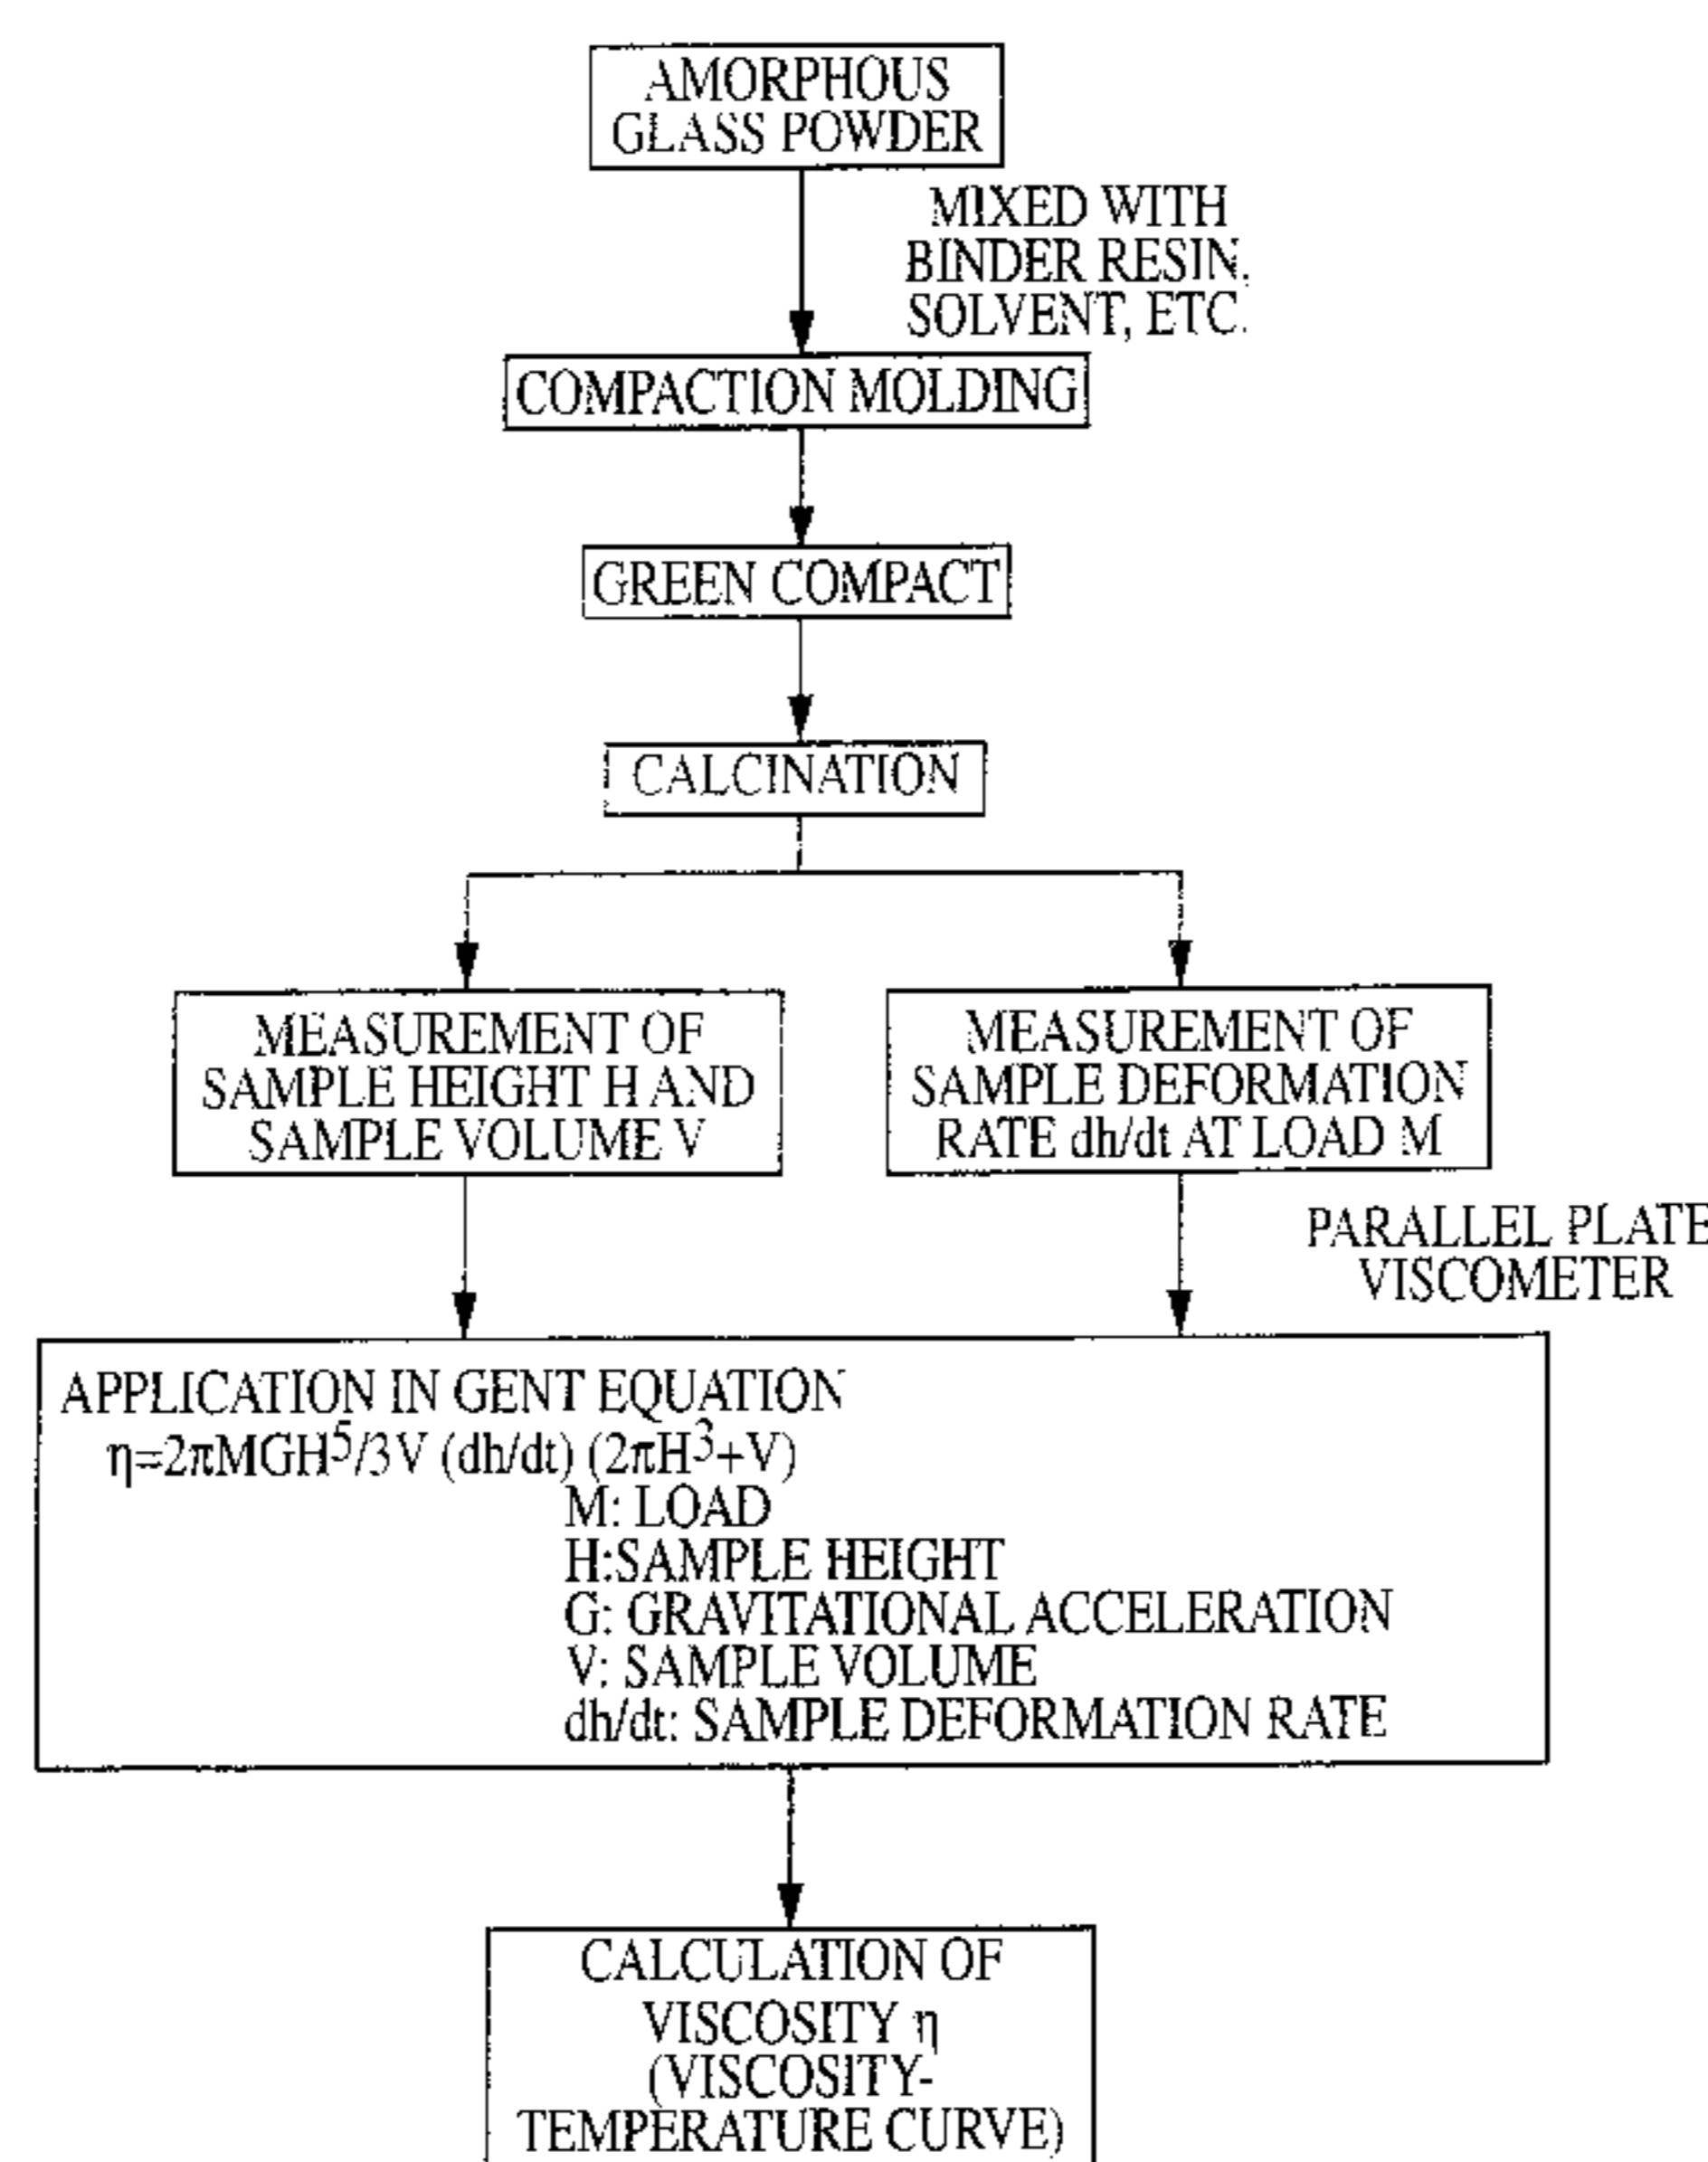 AMORPHOUS
GLASS POWDER
MIXED WITH
BINDER RESIN,
SOLVENT, ETC.
COMPACTION MOLDING
GREEN COMPACT
CALCINATION
MEASUREMENT OF
SAMPLE HEIGHT H AND
SAMPLE VOLUME V
MEASUREMENT OF
SAMPLE DEFORMATION
RATE dh/dt AT LOAD M
PARALLEL PLATE
VISCOMETER
APPLICATION IN GENT EQUATION
η=2πMGH⁵/3V (dh/dt) (2πH³+V)
M: LOAD
H:SAMPLE HEIGHT
G: GRAVITATIONAL ACCELERATION
V: SAMPLE VOLUME
dh/dt: SAMPLE DEFORMATION RATE
CALCULATION OF
VISCOSITY η
(VISCOSITY-
TEMPERATURE CURVE)